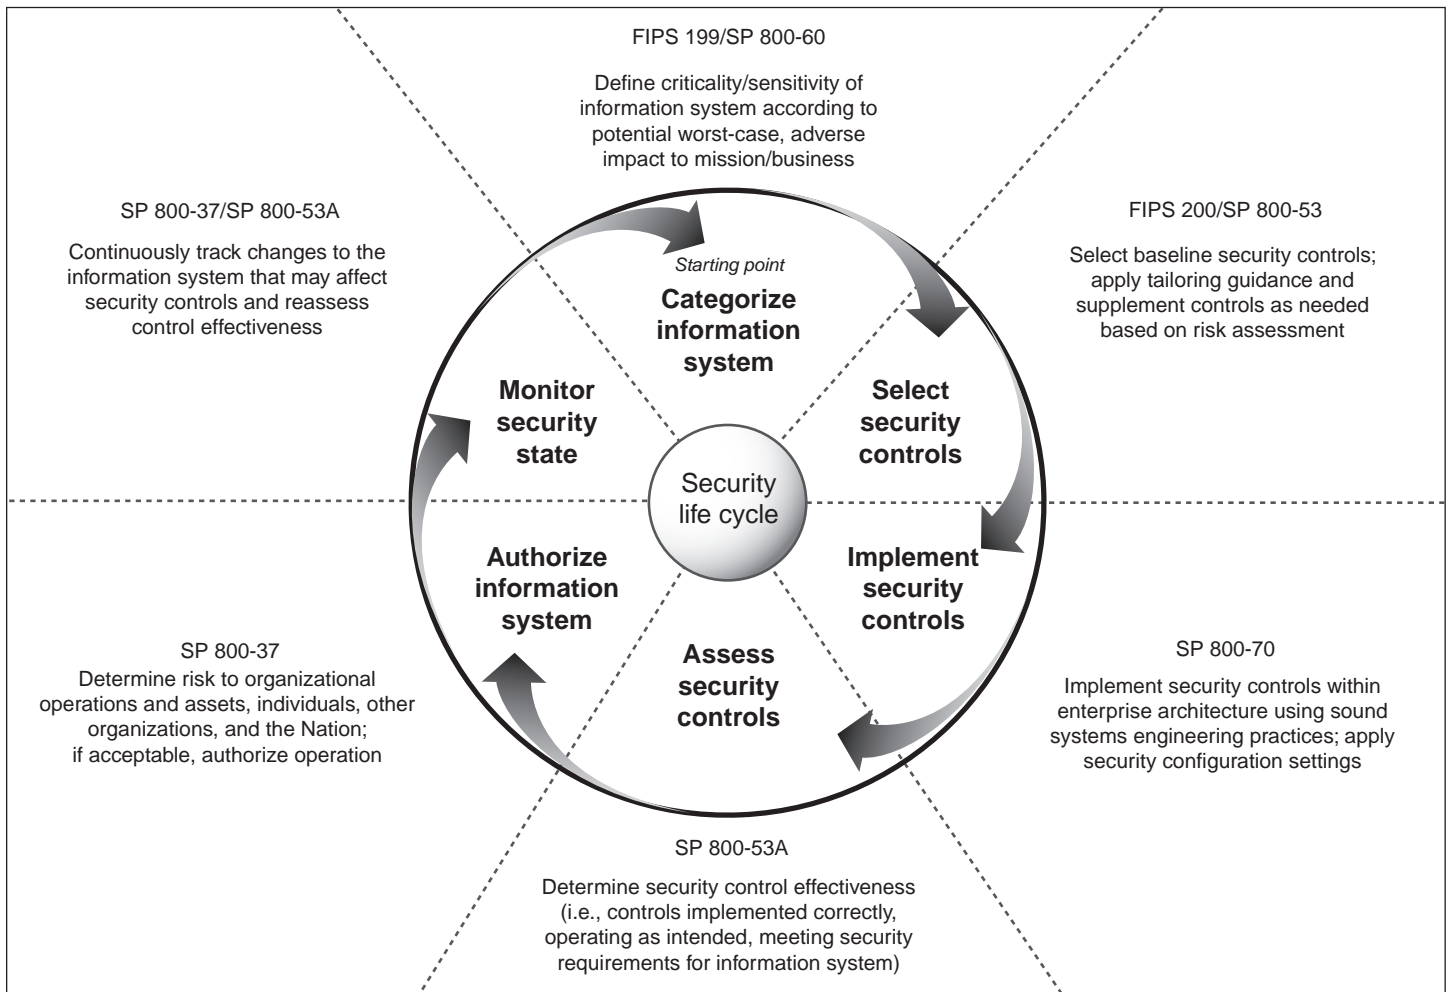 FIPS 199/SP 800-60
Define criticality/sensitivity of
information system according to
potential worst-case, adverse
impact to mission/business
SP 800-37/SP 800-53A
Continuously track changes to the
information system that may affect
security controls and reassess
control effectiveness
FIPS 200/SP 800-53
Select baseline security controls;
apply tailoring guidance and
supplement controls as needed
based on risk assessment
Starting point
Categorize
information
system
Monitor
security
state
Select
security
controls
Security
life cycle
Authorize
information
system
Implement
security
controls
Assess
security
controls
SP 800-37
Determine risk to organizational
operations and assets, individuals, other
organizations, and the Nation;
if acceptable, authorize operation
SP 800-70
Implement security controls within
enterprise architecture using sound
systems engineering practices; apply
security configuration settings
SP 800-53A
Determine security control effectiveness
(i.e., controls implemented correctly,
operating as intended, meeting security
requirements for information system)